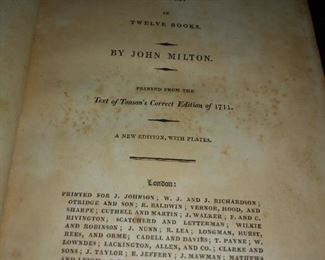 IN
TWELVE BOOKS.
BY JOHN MILTON.
PRINTED FROM THE
Text of Tonson's Correct Edition of 1711.
A NEW EDITION, WITH PLATES.
London:
PRINTED FOR J. JOHNSON; W. J. AND J. RICHARDSON;
OTRIDGE AND SON; R. BALDWIN; VERNOR, HOOD, AND
SHARPE; CUTHELL AND MARTIN; J. WALKER; F. AND C.
RIVINGTON; SCATCHERD AND LETTERMAN; WILKIE
AND ROBINSON; J. NUNN; R. LEA; LONGMAN, HURST,
REES, AND ORME; CADELL AND DAVIES; T. PAYNE; W.
LOWNDES; LACKINGTON, ALLEN, AND CO.; CLARKE AND
SONS; J. TAYLOR; E. JEFFERY; J. MAWMAN; MATHEWS